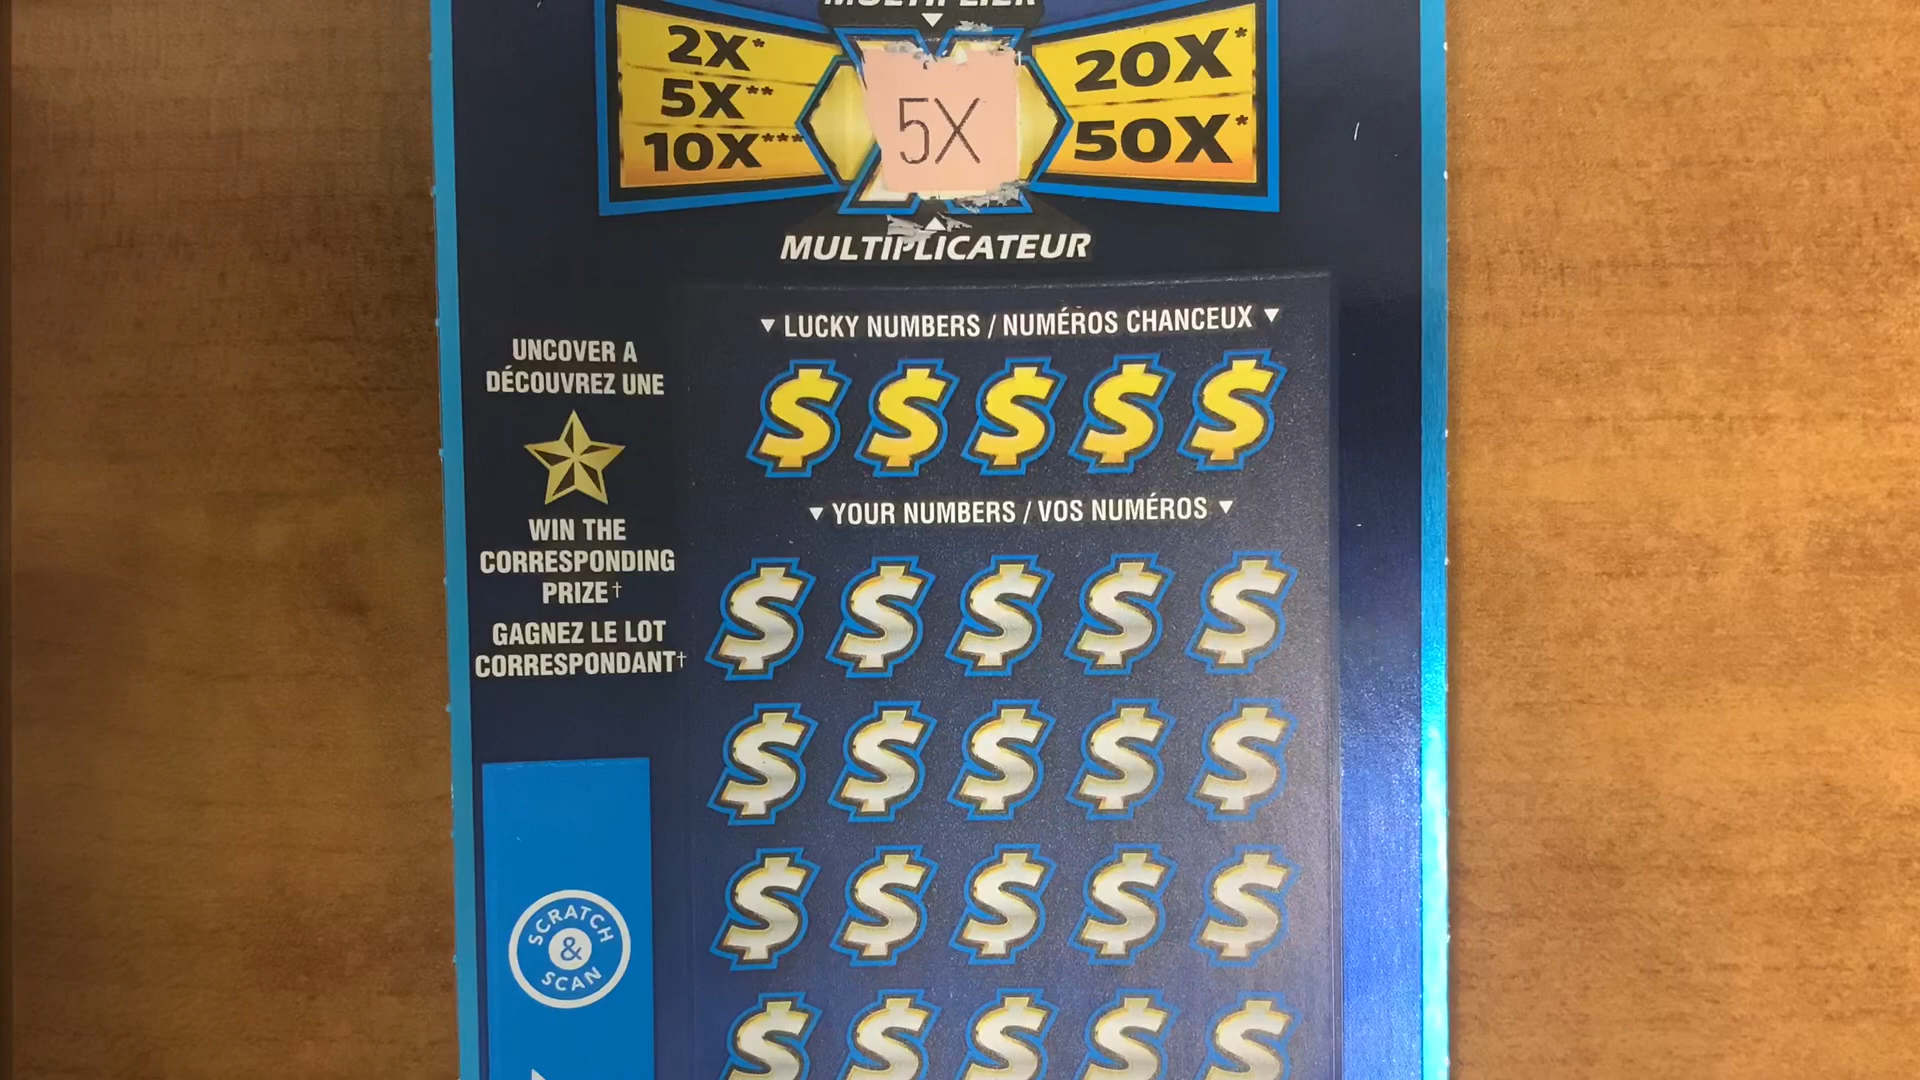 MULTIPLIER
2X*
5X**
10X***
5X
20X*
50X*
MULTIPLICATEUR
LUCKY NUMBERS / NUMÉROS CHANCEUX
UNCOVER A
DÉCOUVREZ UNE
WIN THE
CORRESPONDING
PRIZE†
GAGNEZ LE LOT
CORRESPONDANT†
$ $ $ $ $
YOUR NUMBERS / VOS NUMÉROS
$ $ $ $ $
$ $ $ $ $
$ $ $ $ $
$ $ $ $ $
SCRATCH
&
SCAN